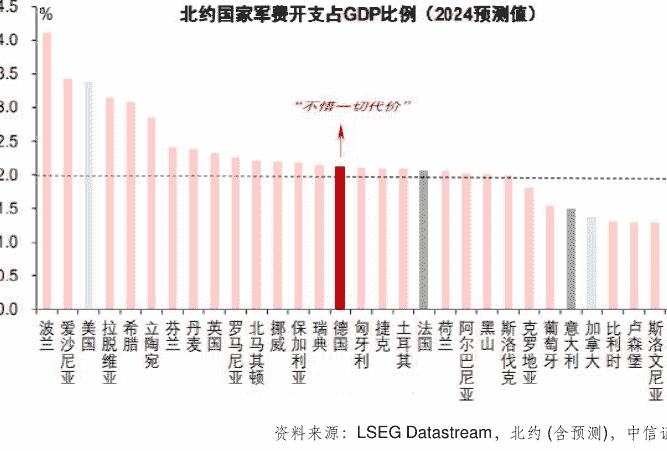 北约国家军费开支占GDP比例（2024预测值）
%
4.5
4.0
3.5
3.0
2.5
2.0
1.5
1.0
0.5
0.0
“不惜一切代价”
波兰
爱沙尼亚
美国
拉脱维亚
希腊
立陶宛
芬兰
丹麦
英国
罗马尼亚
北马其顿
挪威
保加利亚
瑞典
德国
匈牙利
捷克
土耳其
法国
荷兰
阿尔巴尼亚
黑山
斯洛伐克
克罗地亚
葡萄牙
意大利
加拿大
比利时
卢森堡
斯洛文尼亚
资料来源：LSEG Datastream，北约 (含预测)，中信